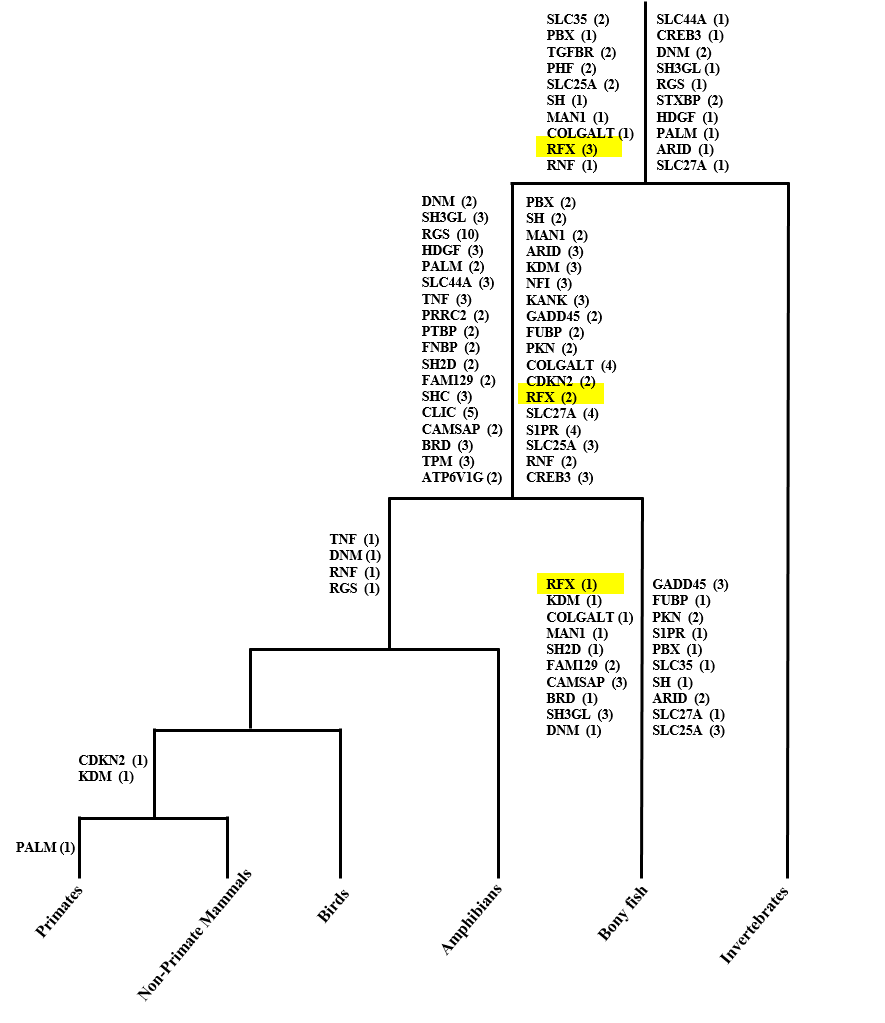 SLC35 (2)
PBX (1)
TGFBR (2)
PHF (2)
SLC25A (2)
SH (1)
MAN1 (1)
COLGALT (1)
RFX (3)
RNF (1)
SLC44A (1)
CREB3 (1)
DNM (2)
SH3GL (1)
RGS (1)
STXBP (2)
HDGF (1)
PALM (1)
ARID (1)
SLC27A (1)
DNM (2)
SH3GL (3)
RGS (10)
HDGF (3)
PALM (2)
SLC44A (3)
TNF (3)
PRRC2 (2)
PTBP (2)
FNBP (2)
SH2D (2)
FAM129 (2)
SHC (3)
CLIC (5)
CAMSAP (2)
BRD (3)
TPM (3)
ATP6V1G (2)
PBX (2)
SH (2)
MAN1 (2)
ARID (3)
KDM (3)
NFI (3)
KANK (3)
GADD45 (2)
FUBP (2)
PKN (2)
COLGALT (4)
CDKN2 (2)
RFX (2)
SLC27A (4)
S1PR (4)
SLC25A (3)
RNF (2)
CREB3 (3)
TNF (1)
DNM (1)
RNF (1)
RGS (1)
RFX (1)
KDM (1)
COLGALT (1)
MAN1 (1)
SH2D (1)
FAM129 (2)
CAMSAP (3)
BRD (1)
SH3GL (3)
DNM (1)
GADD45 (3)
FUBP (1)
PKN (2)
S1PR (1)
PBX (1)
SLC35 (1)
SH (1)
ARID (2)
SLC27A (1)
SLC25A (3)
CDKN2 (1)
KDM (1)
PALM (1)
Primates
Non-Primate Mammals
Birds
Amphibians
Bony fish
Invertebrates